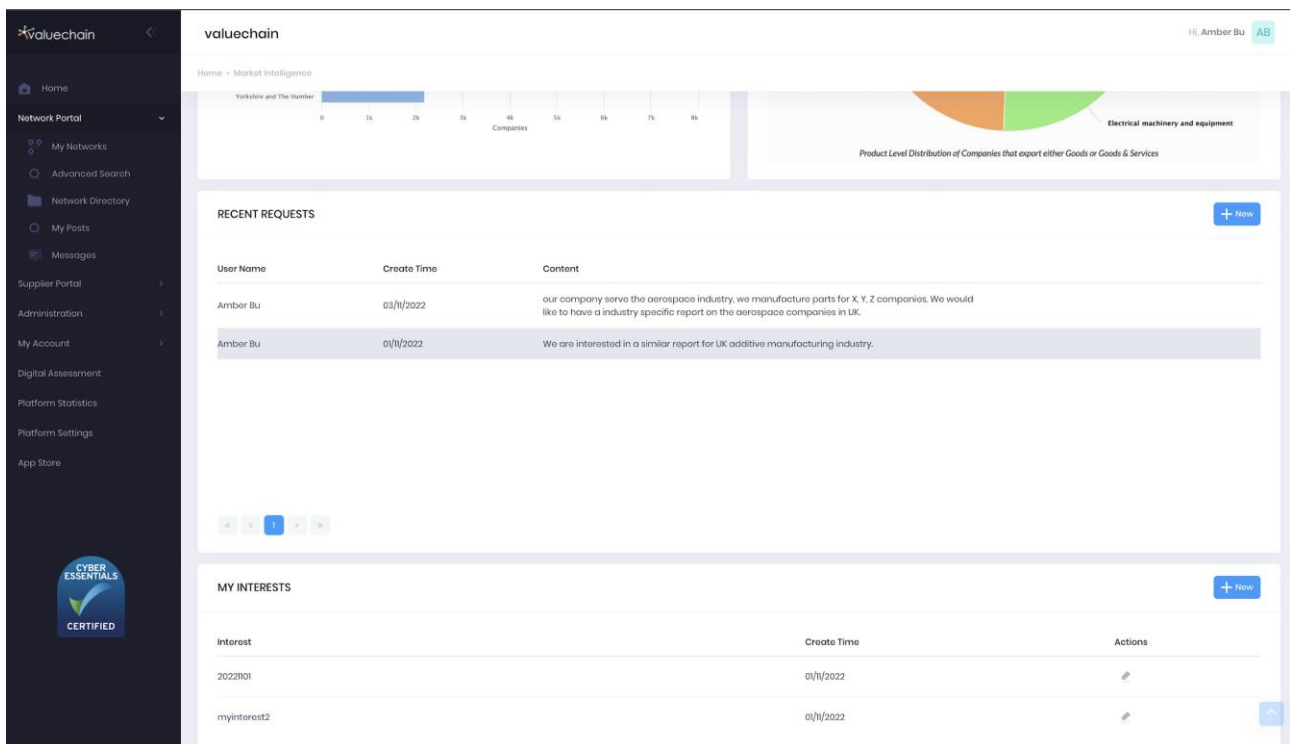 valuechain
valuechain
Hi, Amber Bu AB
Home • Market Intelligence
Home
Network Portal
My Networks
Advanced Search
Network Directory
My Posts
Messages
Supplier Portal
Administration
My Account
Digital Assessment
Platform Statistics
Platform Settings
App Store
CYBER
ESSENTIALS
CERTIFIED
Yorkshire and The Humber
0 1k 2k 3k 4k 5k 6k 7k 8k
Companies
Electrical machinery and equipment
Product Level Distribution of Companies that export either Goods or Goods & Services
RECENT REQUESTS
+ New
User Name Create Time Content
Amber Bu 03/11/2022 our company serve the aerospace industry, we manufacture parts for X, Y, Z companies. We would
like to have a industry specific report on the aerospace companies in UK.
Amber Bu 01/11/2022 We are interested in a similar report for UK additive manufacturing industry.
« ‹ 1 › »
MY INTERESTS
+ New
Interest Create Time Actions
20221101 01/11/2022
myinterest2 01/11/2022